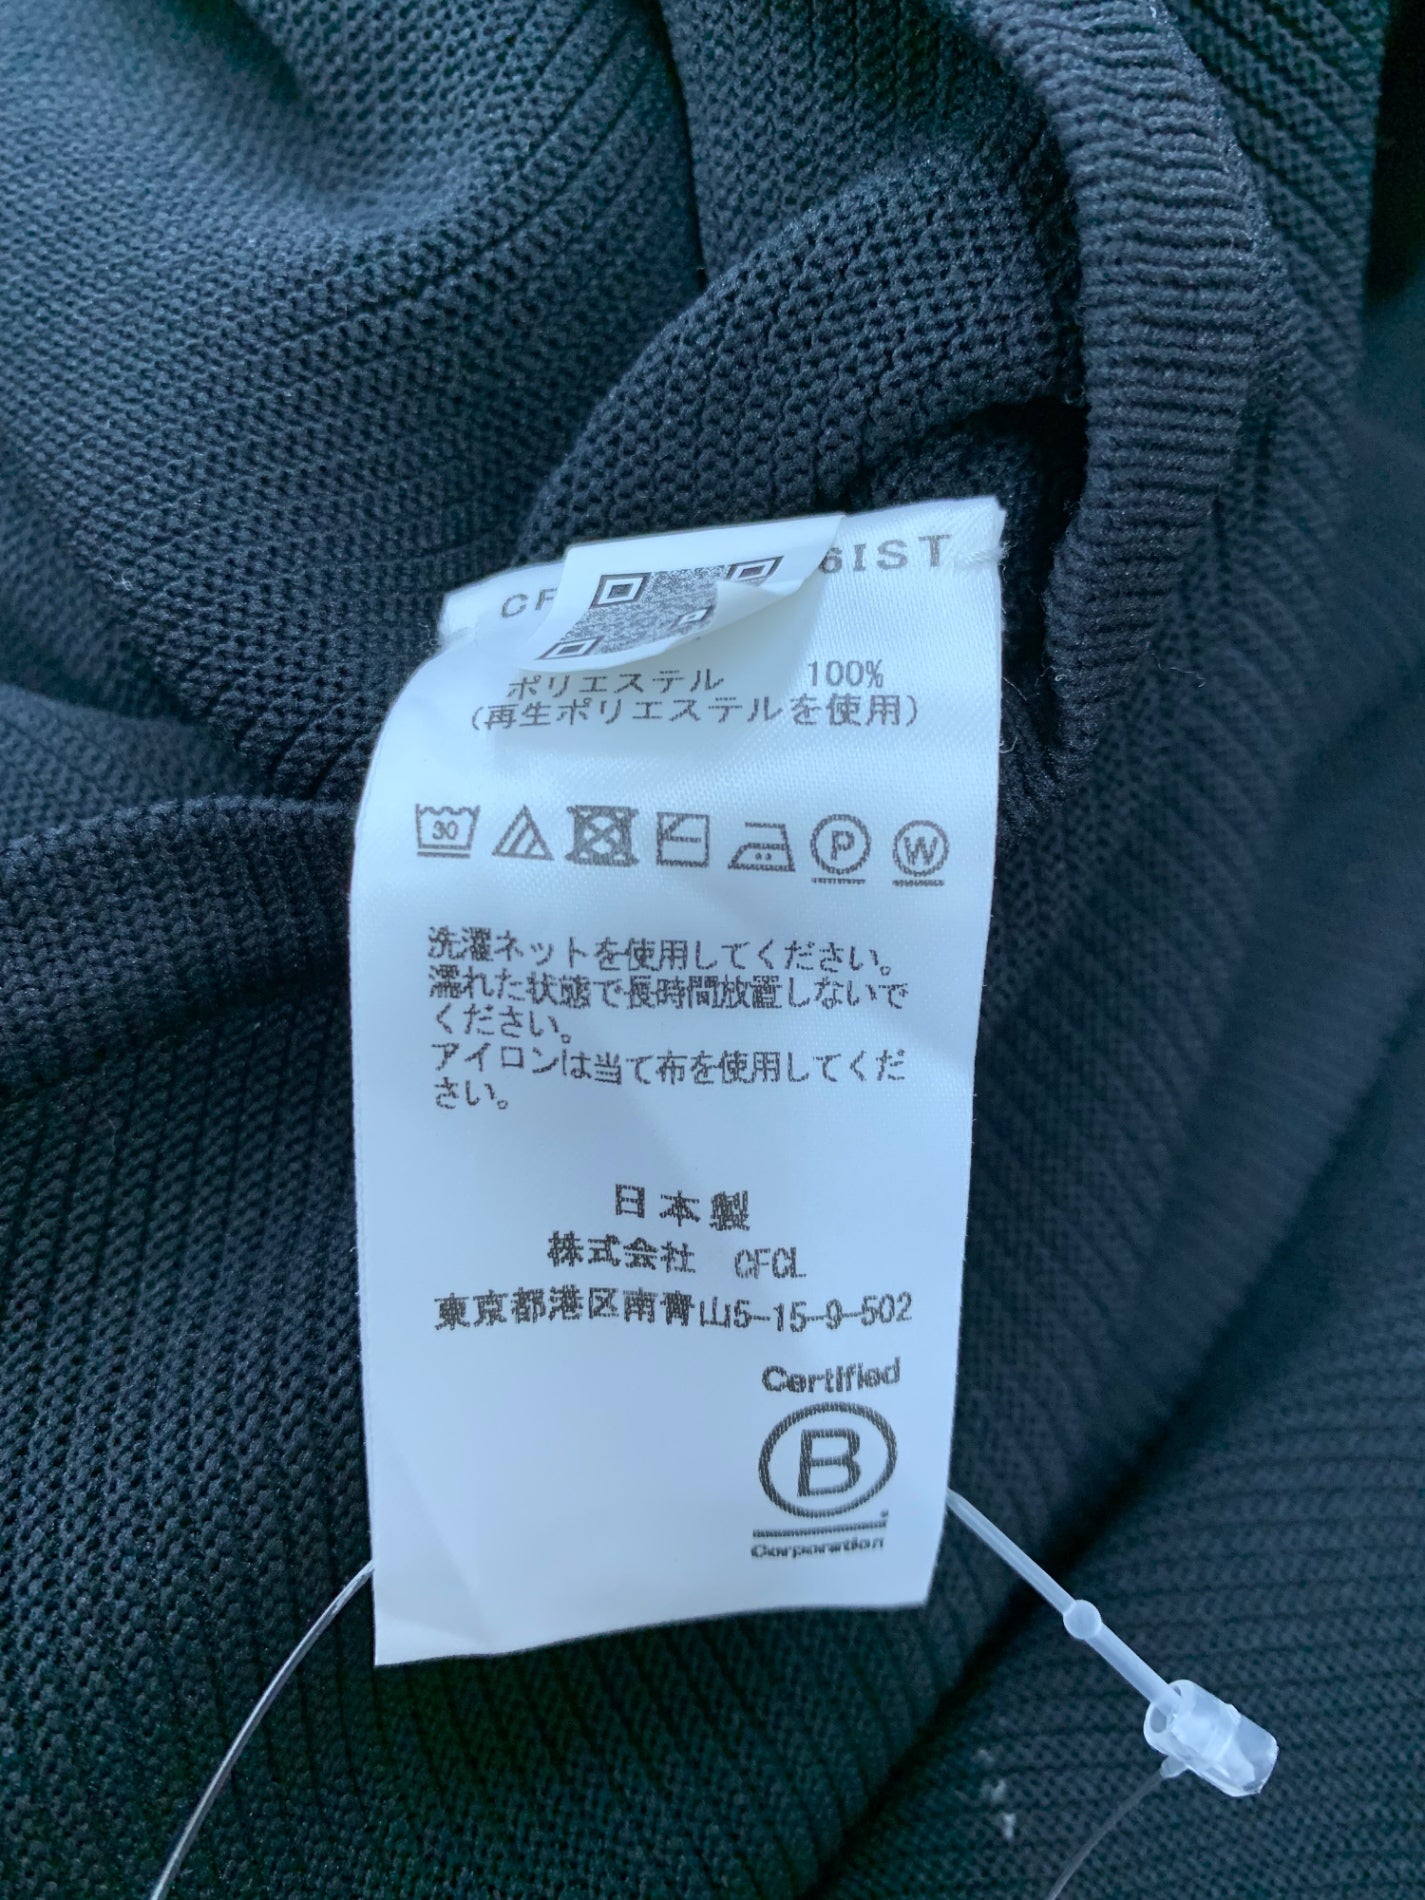 CF 6IST
ポリエステル 100%
(再生ポリエステルを使用)
30 P W
洗濯ネットを使用してください。
濡れた状態で長時間放置しないで
ください。
アイロンは当て布を使用してくだ
さい。
日本製
株式会社 CFCL
東京都港区南青山5-15-9-502
Certified
B
Corporation